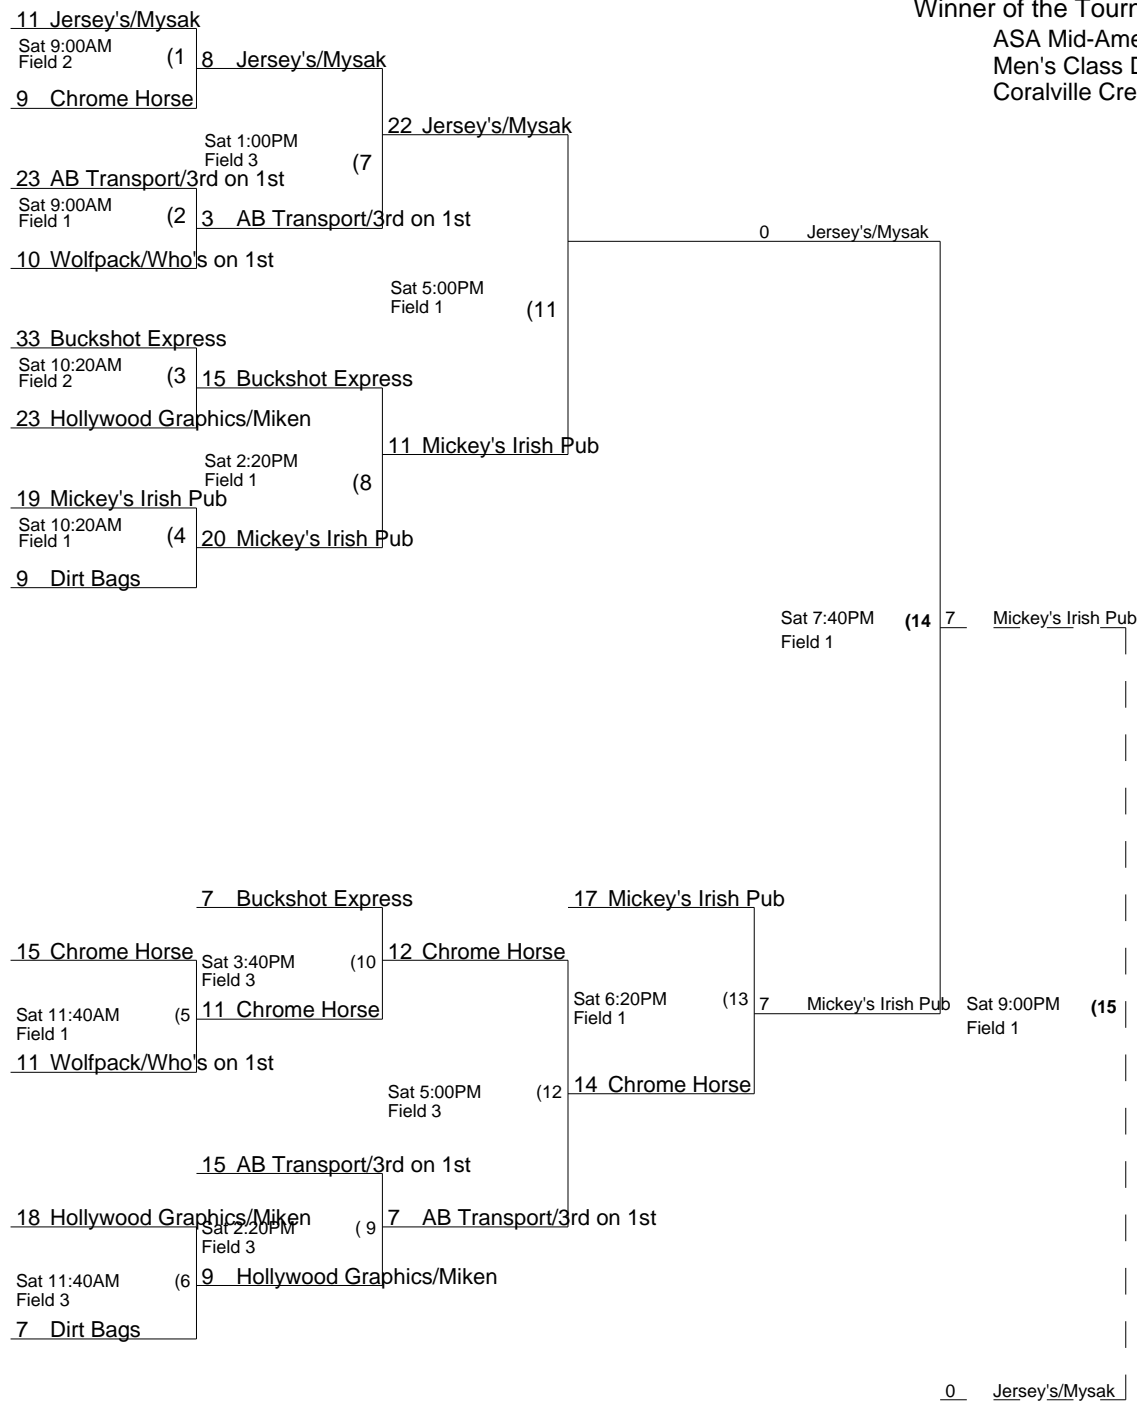 Winner of the Tourn
ASA Mid-Ame
Men's Class D
Coralville Cre
11 Jersey's/Mysak
Sat 9:00AM
Field 2
(1
9 Chrome Horse
8 Jersey's/Mysak
Sat 1:00PM
Field 3
(7
23 AB Transport/3rd on 1st
Sat 9:00AM
Field 1
(2
3 AB Transport/3rd on 1st
10 Wolfpack/Who's on 1st
22 Jersey's/Mysak
0 Jersey's/Mysak
Sat 5:00PM
Field 1
(11
33 Buckshot Express
Sat 10:20AM
Field 2
(3
15 Buckshot Express
23 Hollywood Graphics/Miken
11 Mickey's Irish Pub
Sat 2:20PM
Field 1
(8
19 Mickey's Irish Pub
Sat 10:20AM
Field 1
(4
20 Mickey's Irish Pub
9 Dirt Bags
Sat 7:40PM
Field 1
(14
7 Mickey's Irish Pub
7 Buckshot Express
17 Mickey's Irish Pub
15 Chrome Horse
Sat 3:40PM
Field 3
(10
12 Chrome Horse
Sat 11:40AM
Field 1
(5
11 Chrome Horse
11 Wolfpack/Who's on 1st
Sat 6:20PM
Field 1
(13
7 Mickey's Irish Pub
Sat 9:00PM
Field 1
(15
Sat 5:00PM
Field 3
(12
14 Chrome Horse
15 AB Transport/3rd on 1st
18 Hollywood Graphics/Miken
Sat 2:20PM
Field 3
( 9
7 AB Transport/3rd on 1st
Sat 11:40AM
Field 3
(6
9 Hollywood Graphics/Miken
7 Dirt Bags
0 Jersey's/Mysak